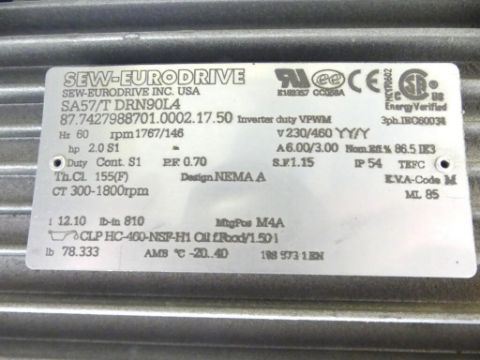 SEW-EURODRIVE
SEW-EURODRIVE INC. USA
SA57/T DRN90L4
87.7427988701.0002.17.50 Inverter duty VPWM 3ph.IEC60034
Hz 60 rpm 1767/146 V 230/460 YY/Y
hp 2.0 S1 A 6.00/3.00 Nom.Eff.% 86.5 IE3
Duty Cont. S1 P.F. 0.70 S.F. 1.15 IP 54 TEFC
Th.Cl. 155(F) Design NEMA A K.V.A-Code M
CT 300-1800rpm ML 85
i 12.10 lb-in 810 MtgPos M4A
CLP HC-460-NSF-H1 Oil f.Food/1.50 l
lb 78.333 AMB °C -20..40